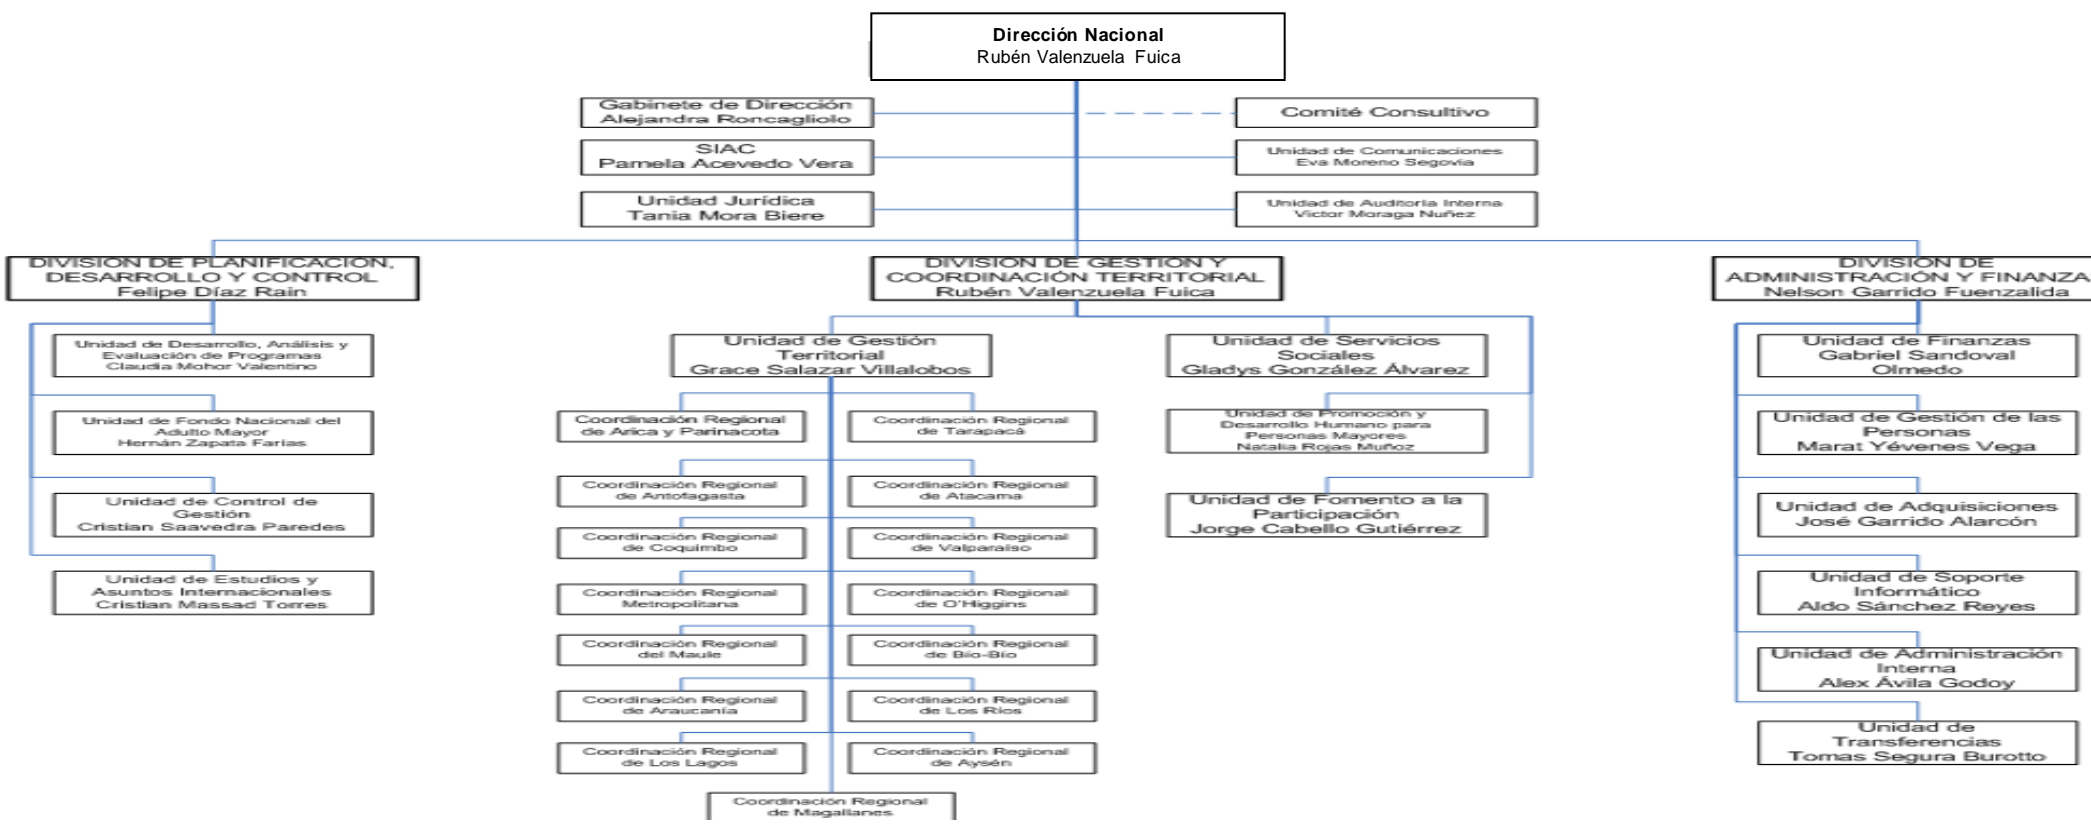 Dirección Nacional
Rubén Valenzuela Fuica
Gabinete de Dirección
Alejandra Roncagliolo
Comité Consultivo
SIAC
Pamela Acevedo Vera
Unidad de Comunicaciones
Eva Moreno Segovia
Unidad Jurídica
Tania Mora Biere
Unidad de Auditoría Interna
Victor Moraga Nuñez
DIVISION DE PLANIFICACION,
DESARROLLO Y CONTROL
Felipe Díaz Rain
DIVISION DE GESTION Y
COORDINACIÓN TERRITORIAL
Rubén Valenzuela Fuica
DIVISION DE
ADMINISTRACIÓN Y FINANZA
Nelson Garrido Fuenzalida
Unidad de Desarrollo, Análisis y
Evaluación de Programas
Claudia Mohor Valentino
Unidad de Fondo Nacional del
Adulto Mayor
Hernán Zapata Farías
Unidad de Control de
Gestión
Cristian Saavedra Paredes
Unidad de Estudios y
Asuntos Internacionales
Cristian Massad Torres
Unidad de Gestión
Territorial
Grace Salazar Villalobos
Coordinación Regional
de Arica y Parinacota
Coordinación Regional
de Tarapacá
Coordinación Regional
de Antofagasta
Coordinación Regional
de Atacama
Coordinación Regional
de Coquimbo
Coordinación Regional
de Valparaíso
Coordinación Regional
Metropolitana
Coordinación Regional
de O'Higgins
Coordinación Regional
del Maule
Coordinación Regional
de Bío-Bío
Coordinación Regional
de Araucanía
Coordinación Regional
de Los Ríos
Coordinación Regional
de Los Lagos
Coordinación Regional
de Aysén
Coordinación Regional
de Magallanes
Unidad de Servicios
Sociales
Gladys González Álvarez
Unidad de Promoción y
Desarrollo Humano para
Personas Mayores
Natalia Rojas Muñoz
Unidad de Fomento a la
Participación
Jorge Cabello Gutiérrez
Unidad de Finanzas
Gabriel Sandoval
Olmedo
Unidad de Gestión de las
Personas
Marat Yévenes Vega
Unidad de Adquisiciones
José Garrido Alarcón
Unidad de Soporte
Informático
Aldo Sánchez Reyes
Unidad de Administración
Interna
Alex Ávila Godoy
Unidad de
Transferencias
Tomas Segura Burotto